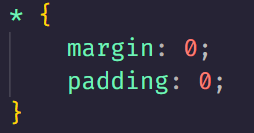 * {
    margin: 0;
    padding: 0;
}